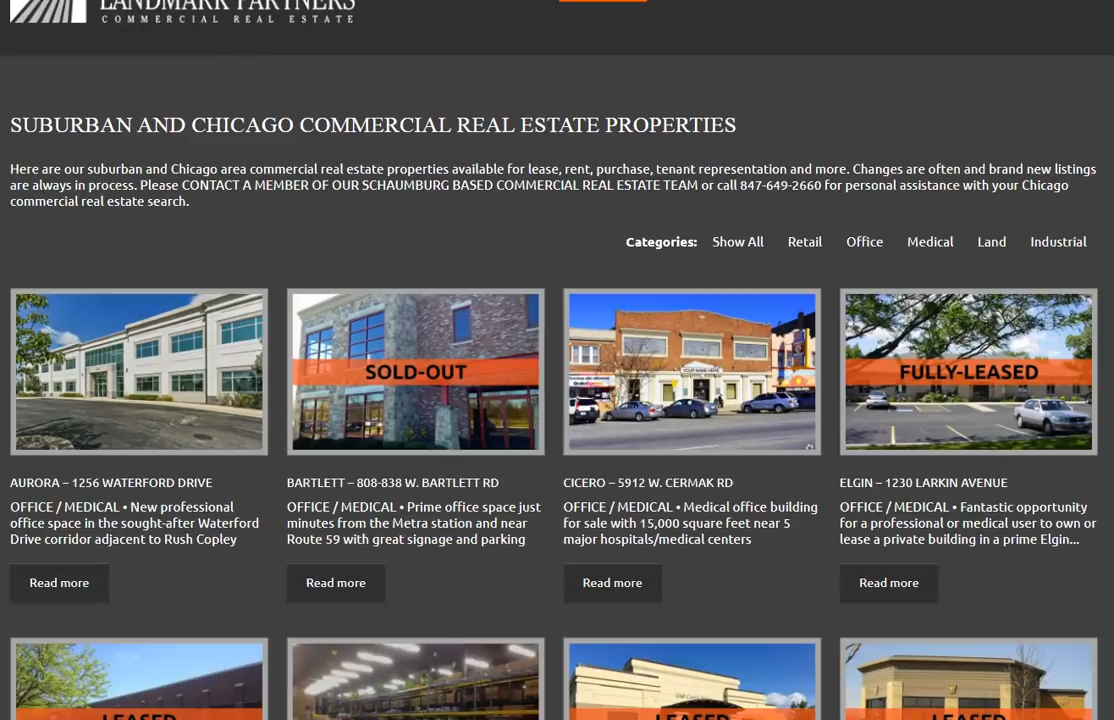 LANDMARK PARTNERS
COMMERCIAL REAL ESTATE
SUBURBAN AND CHICAGO COMMERCIAL REAL ESTATE PROPERTIES
Here are our suburban and Chicago area commercial real estate properties available for lease, rent, purchase, tenant representation and more. Changes are often and brand new listings
are always in process. Please CONTACT A MEMBER OF OUR SCHAUMBURG BASED COMMERCIAL REAL ESTATE TEAM or call 847-649-2660 for personal assistance with your Chicago
commercial real estate search.
Categories: Show All Retail Office Medical Land Industrial
SOLD-OUT
YOUR NAME HERE
FULLY-LEASED
AURORA – 1256 WATERFORD DRIVE
OFFICE / MEDICAL • New professional
office space in the sought-after Waterford
Drive corridor adjacent to Rush Copley
Read more
BARTLETT – 808-838 W. BARTLETT RD
OFFICE / MEDICAL • Prime office space just
minutes from the Metra station and near
Route 59 with great signage and parking
Read more
CICERO – 5912 W. CERMAK RD
OFFICE / MEDICAL • Medical office building
for sale with 15,000 square feet near 5
major hospitals/medical centers
Read more
ELGIN – 1230 LARKIN AVENUE
OFFICE / MEDICAL • Fantastic opportunity
for a professional or medical user to own or
lease a private building in a prime Elgin...
Read more
LEASED
LEASED
LEASED